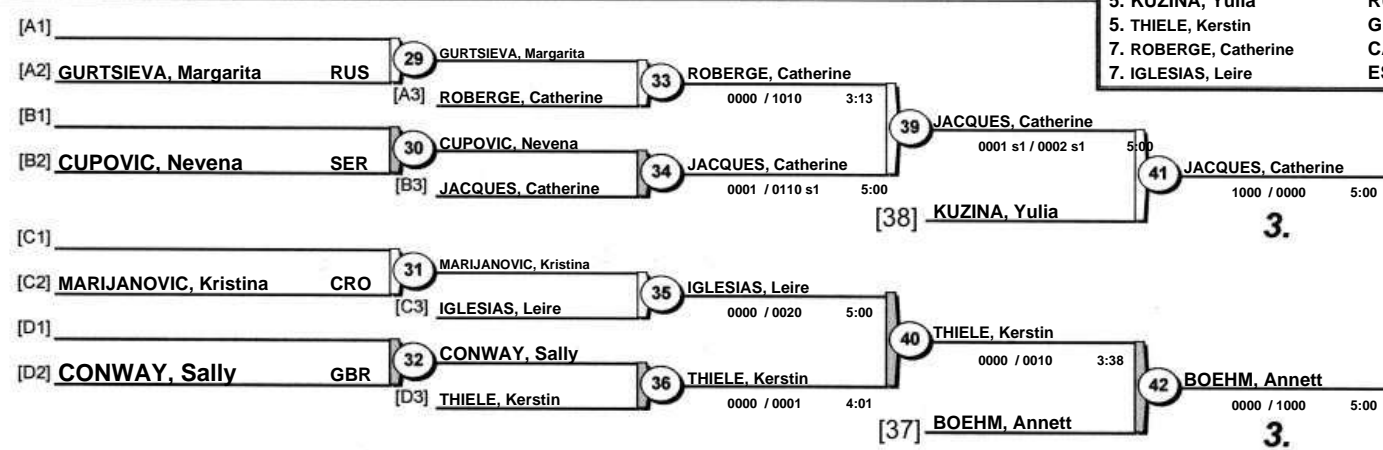 5. KUZINA, Yulia
5. THIELE, Kerstin
7. ROBERGE, Catherine
7. IGLESIAS, Leire
[A1]
[A2] GURTSIEVA, Margarita RUS
29
GURTSIEVA, Margarita
[A3] ROBERGE, Catherine
33
ROBERGE, Catherine
0000 / 1010 3:13
[B1]
[B2] CUPOVIC, Nevena SER
30
CUPOVIC, Nevena
[B3] JACQUES, Catherine
34
JACQUES, Catherine
0001 / 0110 s1 5:00
39
JACQUES, Catherine
0001 s1 / 0002 s1 5:00
[38] KUZINA, Yulia
41
JACQUES, Catherine
1000 / 0000 5:00
3.
[C1]
[C2] MARIJANOVIC, Kristina CRO
31
MARIJANOVIC, Kristina
[C3] IGLESIAS, Leire
35
IGLESIAS, Leire
0000 / 0020 5:00
[D1]
[D2] CONWAY, Sally GBR
32
CONWAY, Sally
[D3] THIELE, Kerstin
36
THIELE, Kerstin
0000 / 0001 4:01
40
THIELE, Kerstin
0000 / 0010 3:38
[37] BOEHM, Annett
42
BOEHM, Annett
0000 / 1000 5:00
3.